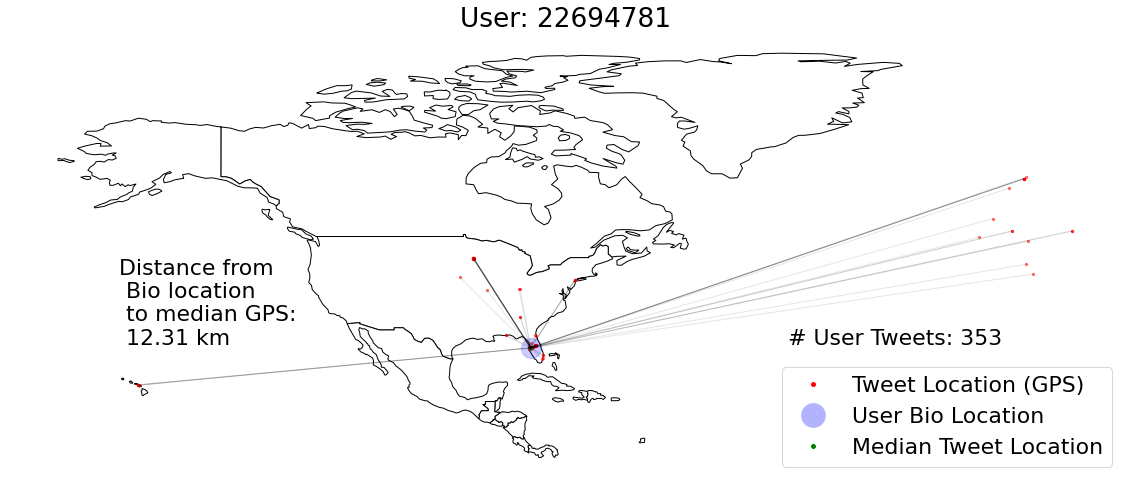 User: 22694781
Distance from
Bio location
to median GPS:
12.31 km
# User Tweets: 353
Tweet Location (GPS)
User Bio Location
Median Tweet Location